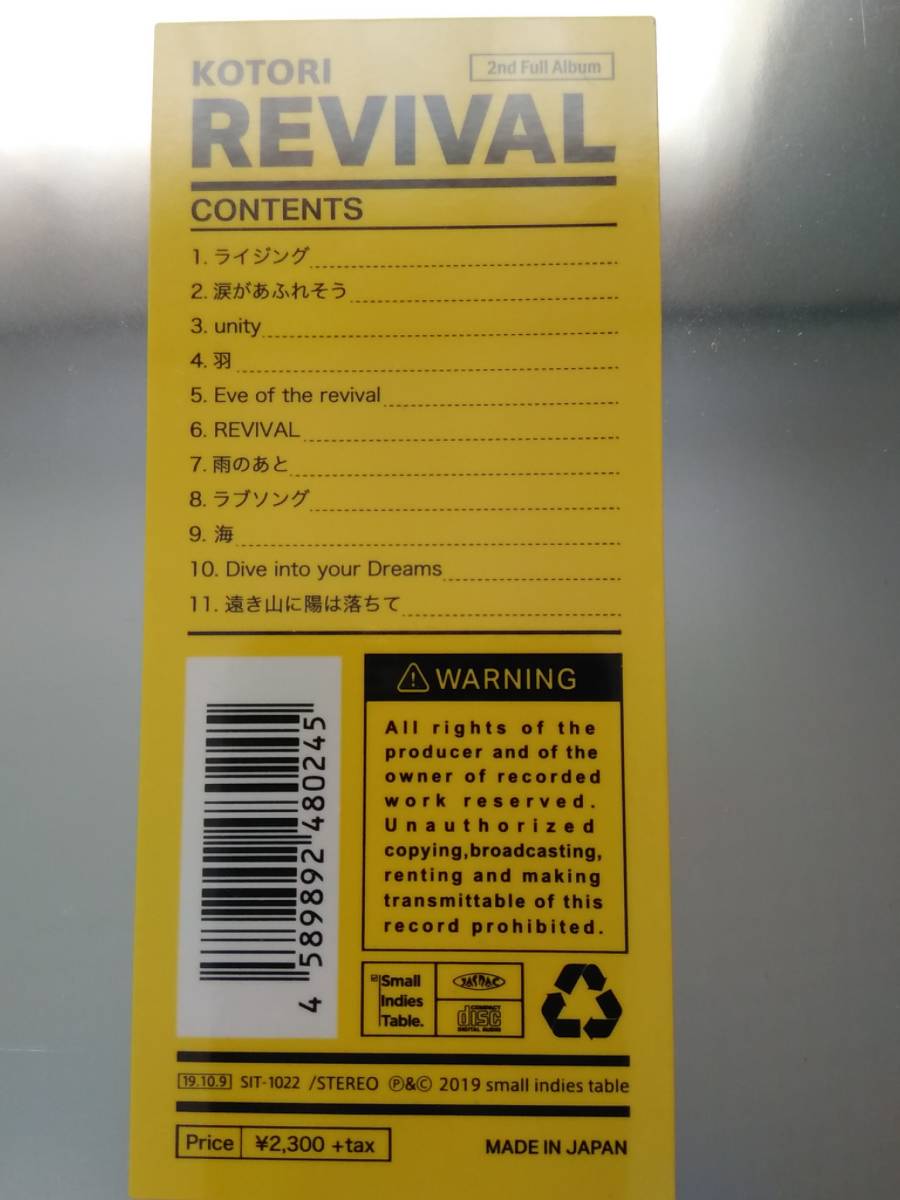 KOTORI
2nd Full Album
REVIVAL
CONTENTS
1. ライジング
2. 涙があふれそう
3. unity
4. 羽
5. Eve of the revival
6. REVIVAL
7. 雨のあと
8. ラブソング
9. 海
10. Dive into your Dreams
11. 遠き山に陽は落ちて
4 589892 480245
WARNING
All rights of the
producer and of the
owner of recorded
work reserved.
Unauthorized
copying,broadcasting,
renting and making
transmittable of this
record prohibited.
Small
Indies
Table.
JASRAC
COMPACT
disc
DIGITAL AUDIO
19.10.9 SIT-1022 /STEREO Ⓟ&© 2019 small indies table
Price ¥2,300 +tax
MADE IN JAPAN